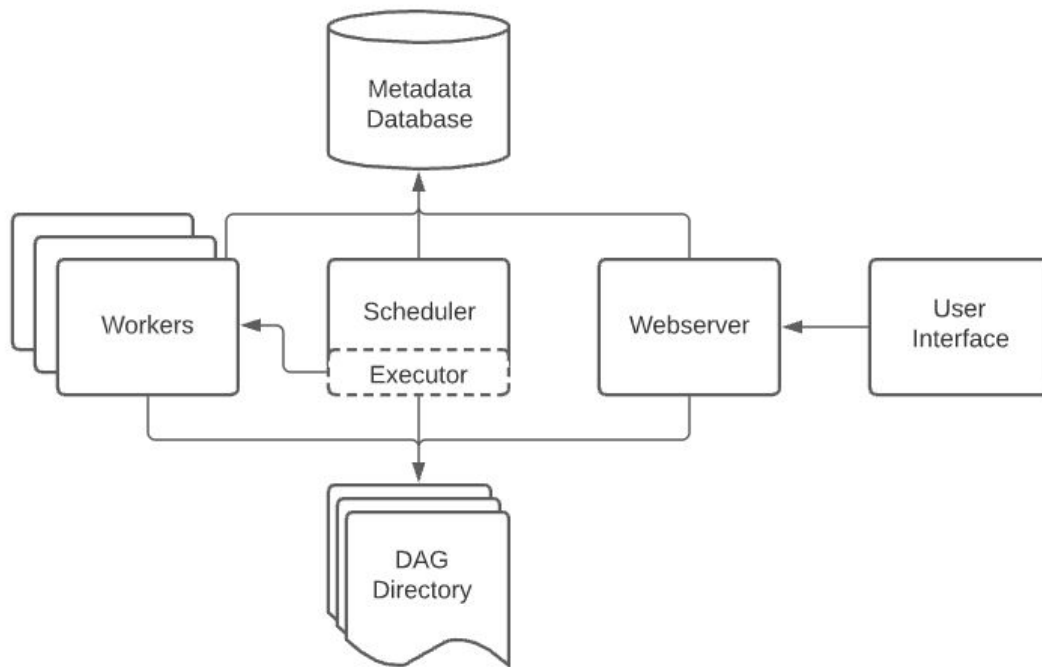 Metadata
Database
Workers
Scheduler
Executor
Webserver
User
Interface
DAG
Directory